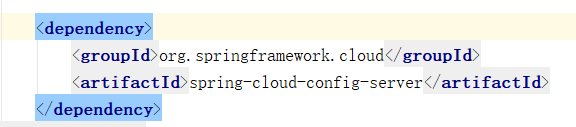 <dependency>
<groupId>org.springframework.cloud</groupId>
<artifactId>spring-cloud-config-server</artifactId>
</dependency>